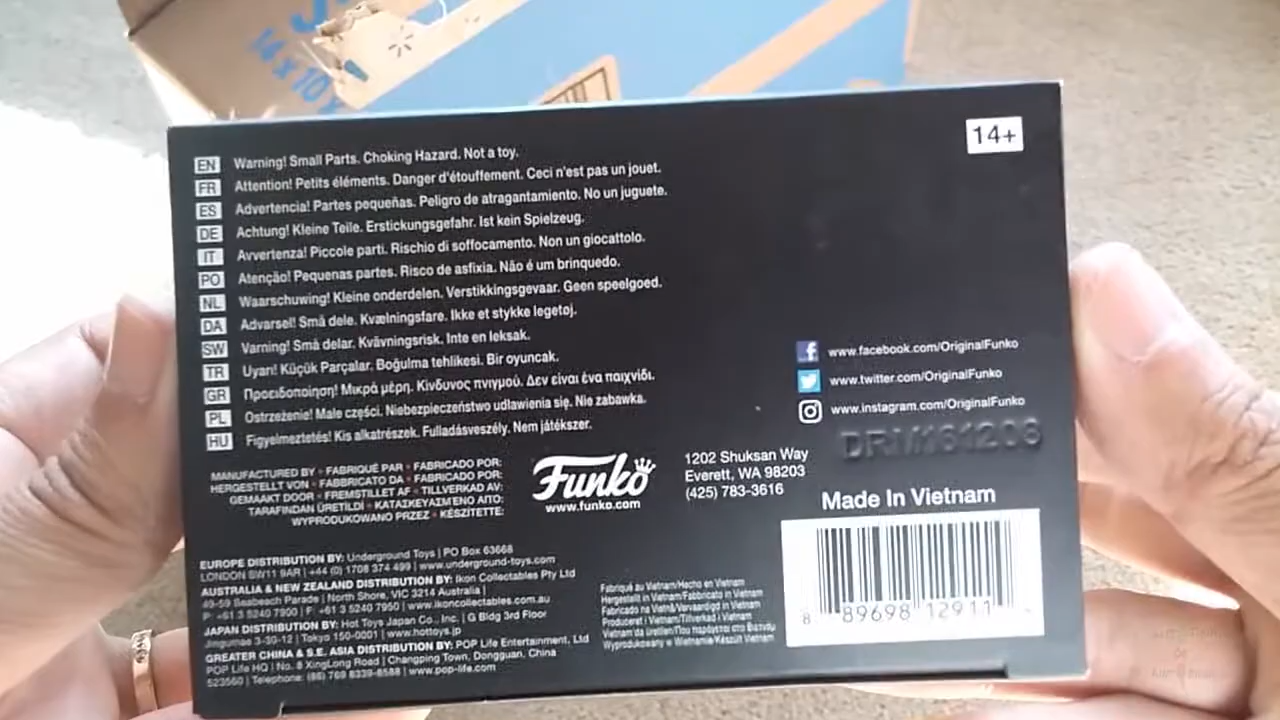 14 x 10
14+
EN Warning! Small Parts. Choking Hazard. Not a toy.
FR Attention! Petits éléments. Danger d'étouffement. Ceci n'est pas un jouet.
ES Advertencia! Partes pequeñas. Peligro de atragantamiento. No un juguete.
DE Achtung! Kleine Teile. Erstickungsgefahr. Ist kein Spielzeug.
IT Avvertenza! Piccole parti. Rischio di soffocamento. Non un giocattolo.
PO Atenção! Pequenas partes. Risco de asfixia. Não é um brinquedo.
NL Waarschuwing! Kleine onderdelen. Verstikkingsgevaar. Geen speelgoed.
DA Advarsel! Små dele. Kvælningsfare. Ikke et stykke legetøj.
SW Varning! Små delar. Kvävningsrisk. Inte en leksak.
TR Uyarı! Küçük Parçalar. Boğulma tehlikesi. Bir oyuncak.
GR Προειδοποίηση! Μικρά μέρη. Κίνδυνος πνιγμού. Δεν είναι ένα παιχνίδι.
PL Ostrzeżenie! Małe części. Niebezpieczeństwo udławienia się. Nie zabawka.
HU Figyelmeztetés! Kis alkatrészek. Fulladásveszély. Nem játékszer.
www.facebook.com/OriginalFunko
www.twitter.com/OriginalFunko
www.instagram.com/OriginalFunko
DRM161208
MANUFACTURED BY • FABRIQUÉ PAR • FABRICADO POR:
HERGESTELLT VON • FABBRICATO DA • FABRICADO POR:
GEMAAKT DOOR • FREMSTILLET AF • TILLVERKAD AV:
TARAFINDAN ÜRETILDI • ΚΑΤΑΣΚΕΥΑΣΜΈΝΟ ΑΠΌ:
WYPRODUKOWANO PRZEZ • KÉSZÍTETTE:
Funko
www.funko.com
1202 Shuksan Way
Everett, WA 98203
(425) 783-3616
Made In Vietnam
8 89698 12911
EUROPE DISTRIBUTION BY: Underground Toys | PO Box 63668
LONDON SW11 9AR | +44 (0) 1708 374 499 | www.underground-toys.com
AUSTRALIA & NEW ZEALAND DISTRIBUTION BY: Ikon Collectables Pty Ltd
49-59 Seabeach Parade | North Shore, VIC 3214 Australia |
P: +61 3 5240 7900 | F: +61 3 5240 7950 | www.ikoncollectables.com.au
JAPAN DISTRIBUTION BY: Hot Toys Japan Co., Inc. | G Bldg 3rd Floor
Jingumae 3-30-12 | Tokyo 150-0001 | www.hottoys.jp
GREATER CHINA & S.E. ASIA DISTRIBUTION BY: POP Life Entertainment, Ltd
POP Life HQ | No. 8 XingLong Road | Changping Town, Dongguan, China
523560 | Telephone: (86) 769 8339-8588 | www.pop-life.com
Fabriqué au Vietnam/Hecho en Vietnam
Hergestellt in Vietnam/Fabbricato in Vietnam
Fabricado na Vietnã/Vervaardigd in Vietnam
Produceret i Vietnam/Tillverkad i Vietnam
Vietnam'da üretilen/Που παράγεται στο Βιετνάμ
Wyprodukowany w Wietnamie/Készült Vietnam